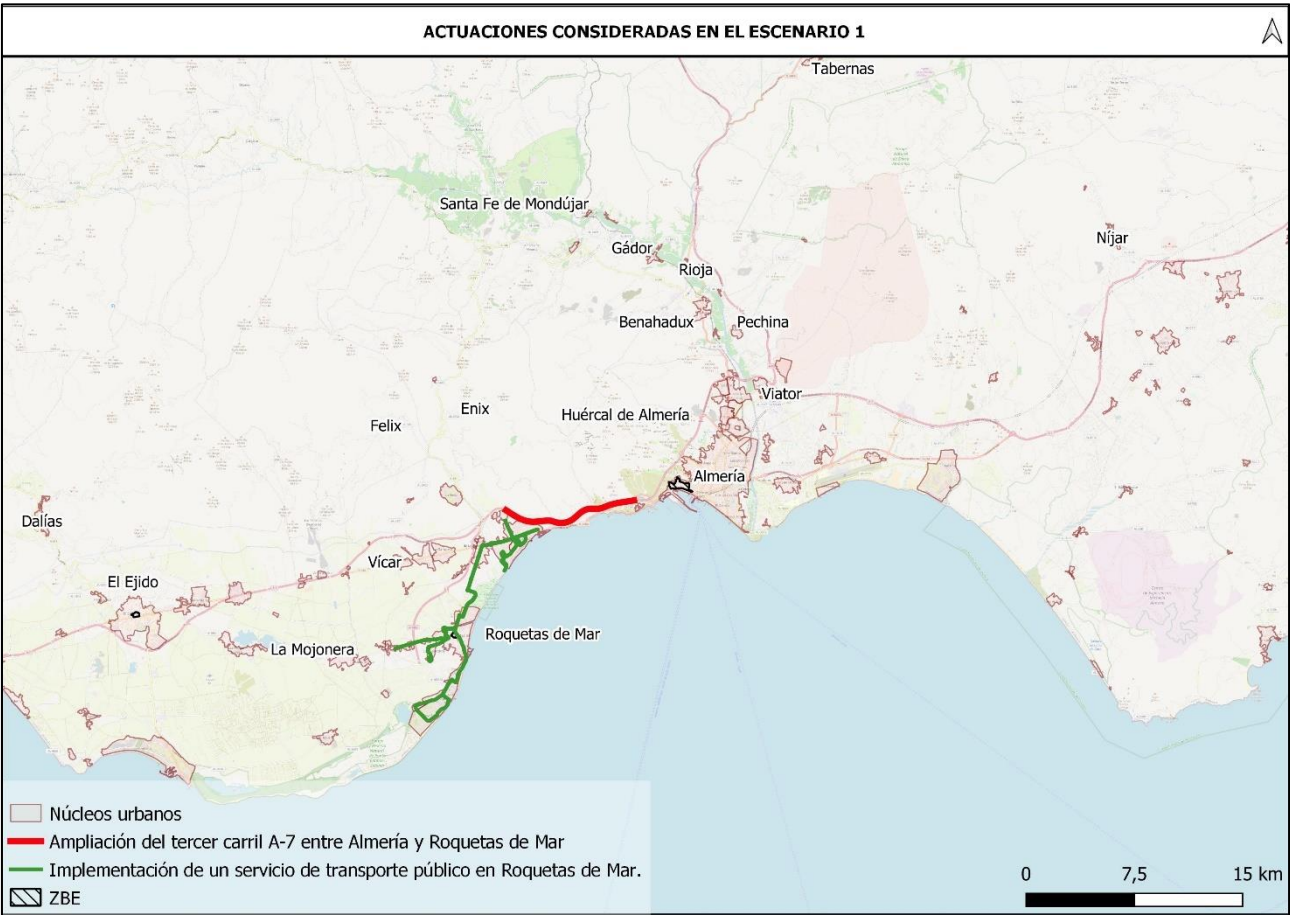 ACTUACIONES CONSIDERADAS EN EL ESCENARIO 1
Tabernas
Santa Fe de Mondújar
Níjar
Gádor
Rioja
Benahadux
Pechina
Viator
Enix
Huércal de Almería
Felix
Almería
Dalías
Vícar
El Ejido
Roquetas de Mar
La Mojonera
Núcleos urbanos
Ampliación del tercer carril A-7 entre Almería y Roquetas de Mar
Implementación de un servicio de transporte público en Roquetas de Mar.
ZBE
0 7,5 15 km